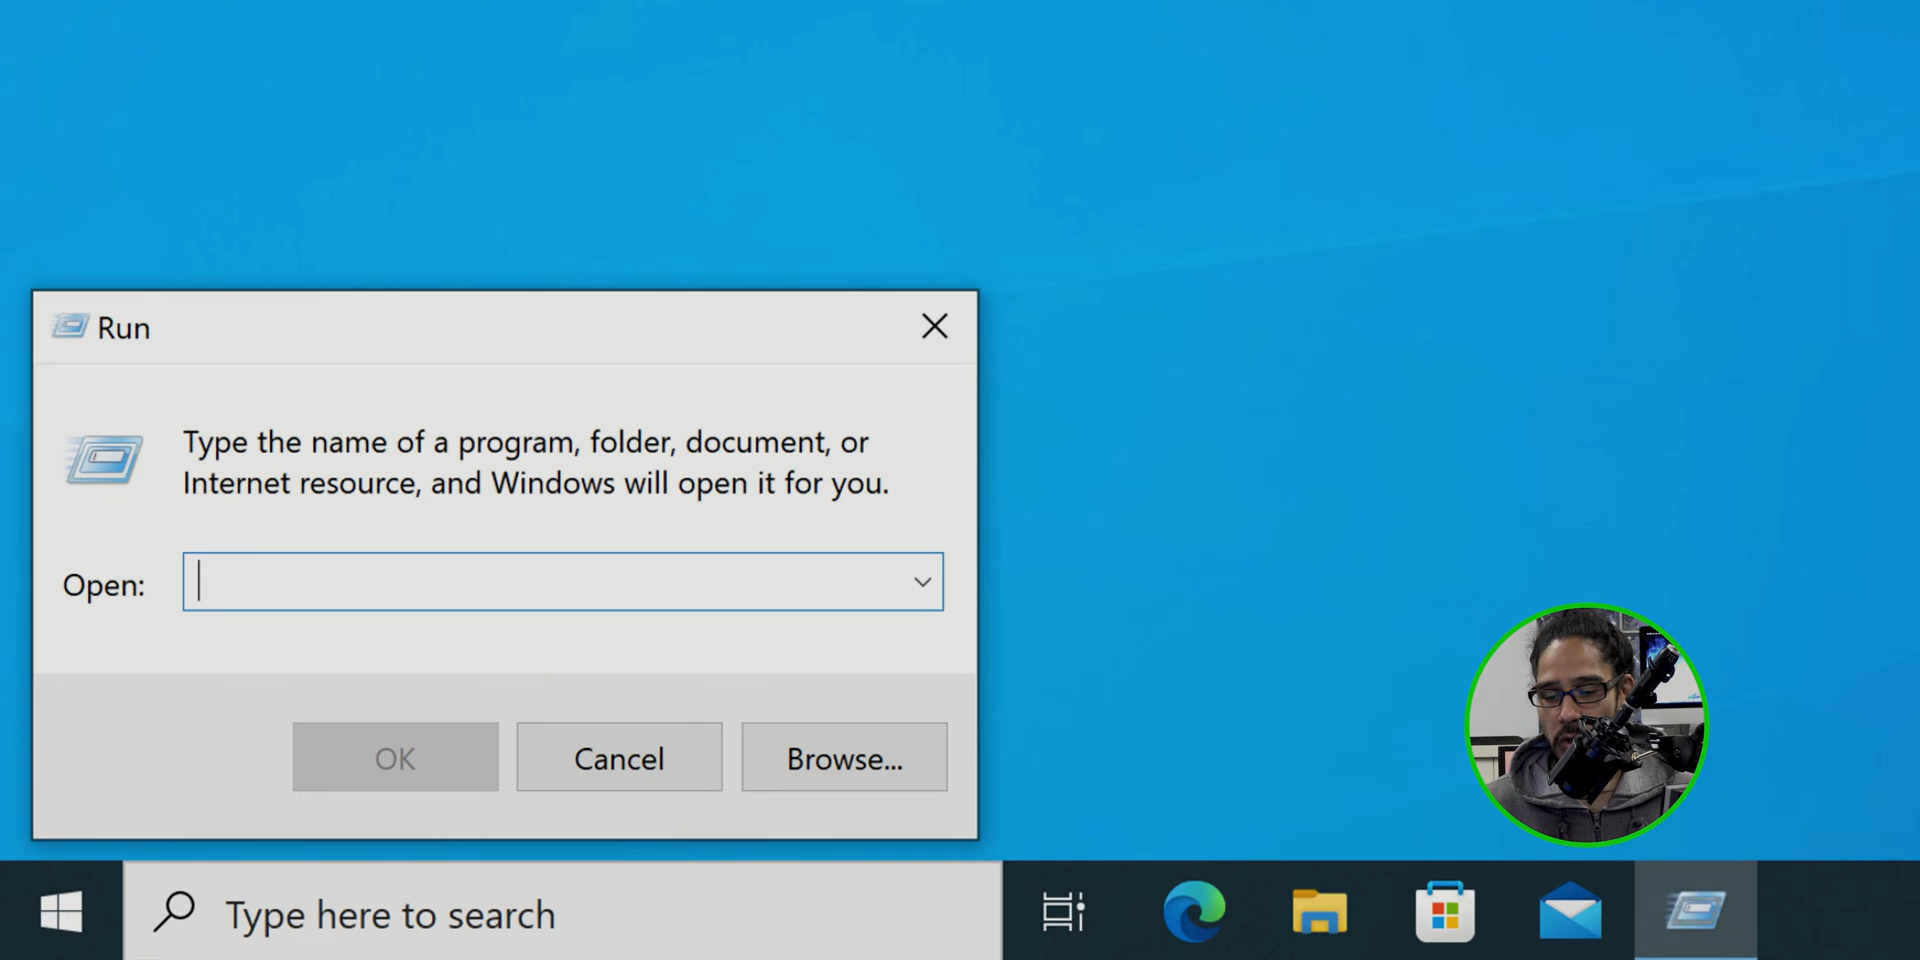 Run
Type the name of a program, folder, document, or
Internet resource, and Windows will open it for you.
Open:
OK
Cancel
Browse...
Type here to search